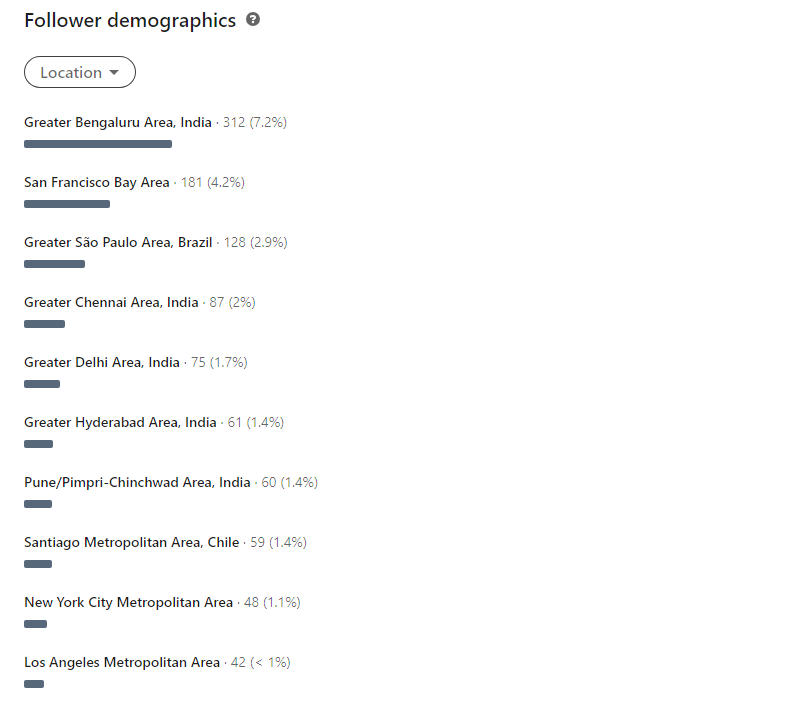 Follower demographics ?
Location
Greater Bengaluru Area, India · 312 (7.2%)
San Francisco Bay Area · 181 (4.2%)
Greater São Paulo Area, Brazil · 128 (2.9%)
Greater Chennai Area, India · 87 (2%)
Greater Delhi Area, India · 75 (1.7%)
Greater Hyderabad Area, India · 61 (1.4%)
Pune/Pimpri-Chinchwad Area, India · 60 (1.4%)
Santiago Metropolitan Area, Chile · 59 (1.4%)
New York City Metropolitan Area · 48 (1.1%)
Los Angeles Metropolitan Area · 42 (< 1%)